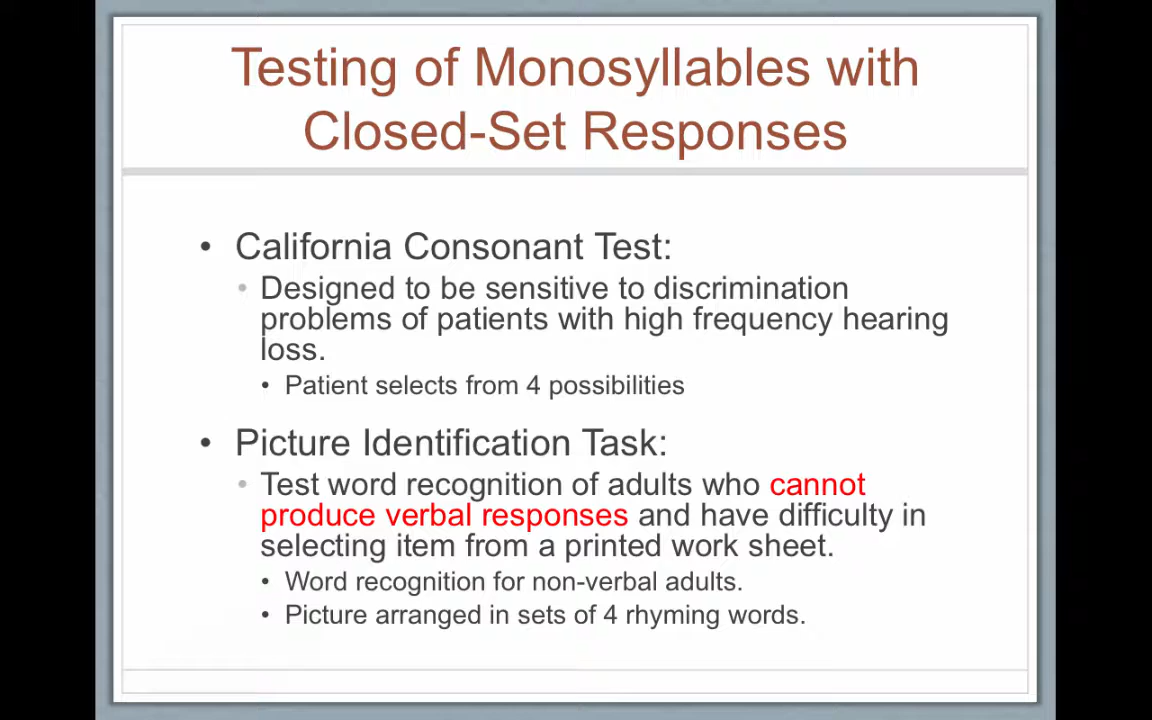 Testing of Monosyllables with
Closed-Set Responses
• California Consonant Test:
• Designed to be sensitive to discrimination
problems of patients with high frequency hearing
loss.
• Patient selects from 4 possibilities
• Picture Identification Task:
• Test word recognition of adults who cannot
produce verbal responses and have difficulty in
selecting item from a printed work sheet.
• Word recognition for non-verbal adults.
• Picture arranged in sets of 4 rhyming words.